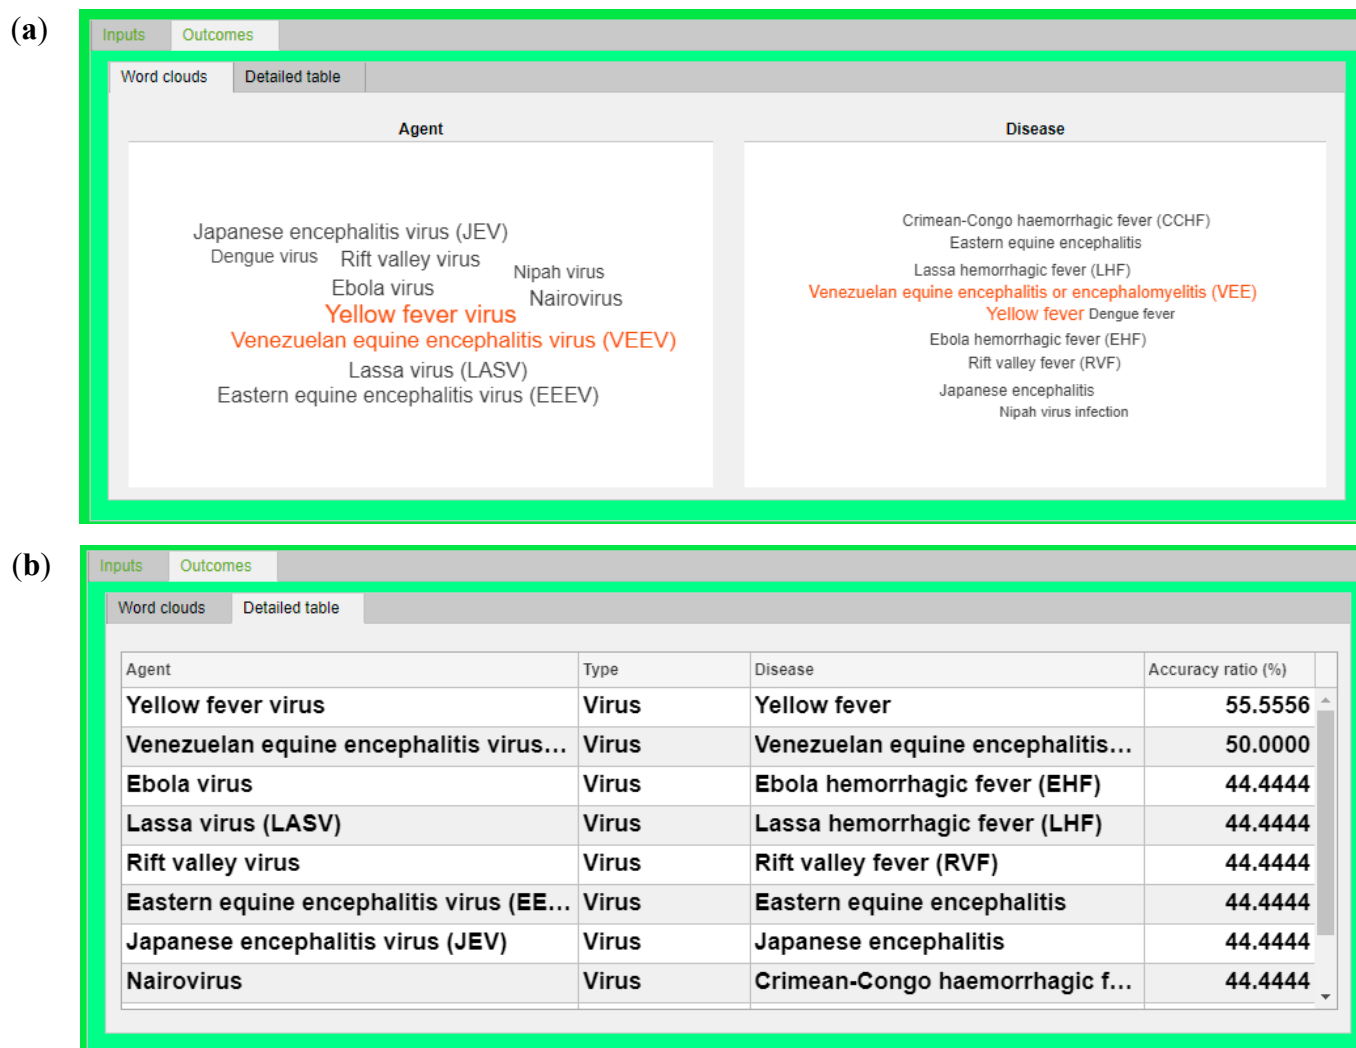 (a)
Inputs Outcomes
Word clouds Detailed table
Agent
Japanese encephalitis virus (JEV)
Dengue virus Rift valley virus
Nipah virus
Ebola virus
Nairovirus
Yellow fever virus
Venezuelan equine encephalitis virus (VEEV)
Lassa virus (LASV)
Eastern equine encephalitis virus (EEEV)
Disease
Crimean-Congo haemorrhagic fever (CCHF)
Eastern equine encephalitis
Lassa hemorrhagic fever (LHF)
Venezuelan equine encephalitis or encephalomyelitis (VEE)
Yellow fever Dengue fever
Ebola hemorrhagic fever (EHF)
Rift valley fever (RVF)
Japanese encephalitis
Nipah virus infection
(b)
Inputs Outcomes
Word clouds Detailed table
Agent Type Disease Accuracy ratio (%)
Yellow fever virus Virus Yellow fever 55.5556
Venezuelan equine encephalitis virus... Virus Venezuelan equine encephalitis... 50.0000
Ebola virus Virus Ebola hemorrhagic fever (EHF) 44.4444
Lassa virus (LASV) Virus Lassa hemorrhagic fever (LHF) 44.4444
Rift valley virus Virus Rift valley fever (RVF) 44.4444
Eastern equine encephalitis virus (EE... Virus Eastern equine encephalitis 44.4444
Japanese encephalitis virus (JEV) Virus Japanese encephalitis 44.4444
Nairovirus Virus Crimean-Congo haemorrhagic f... 44.4444